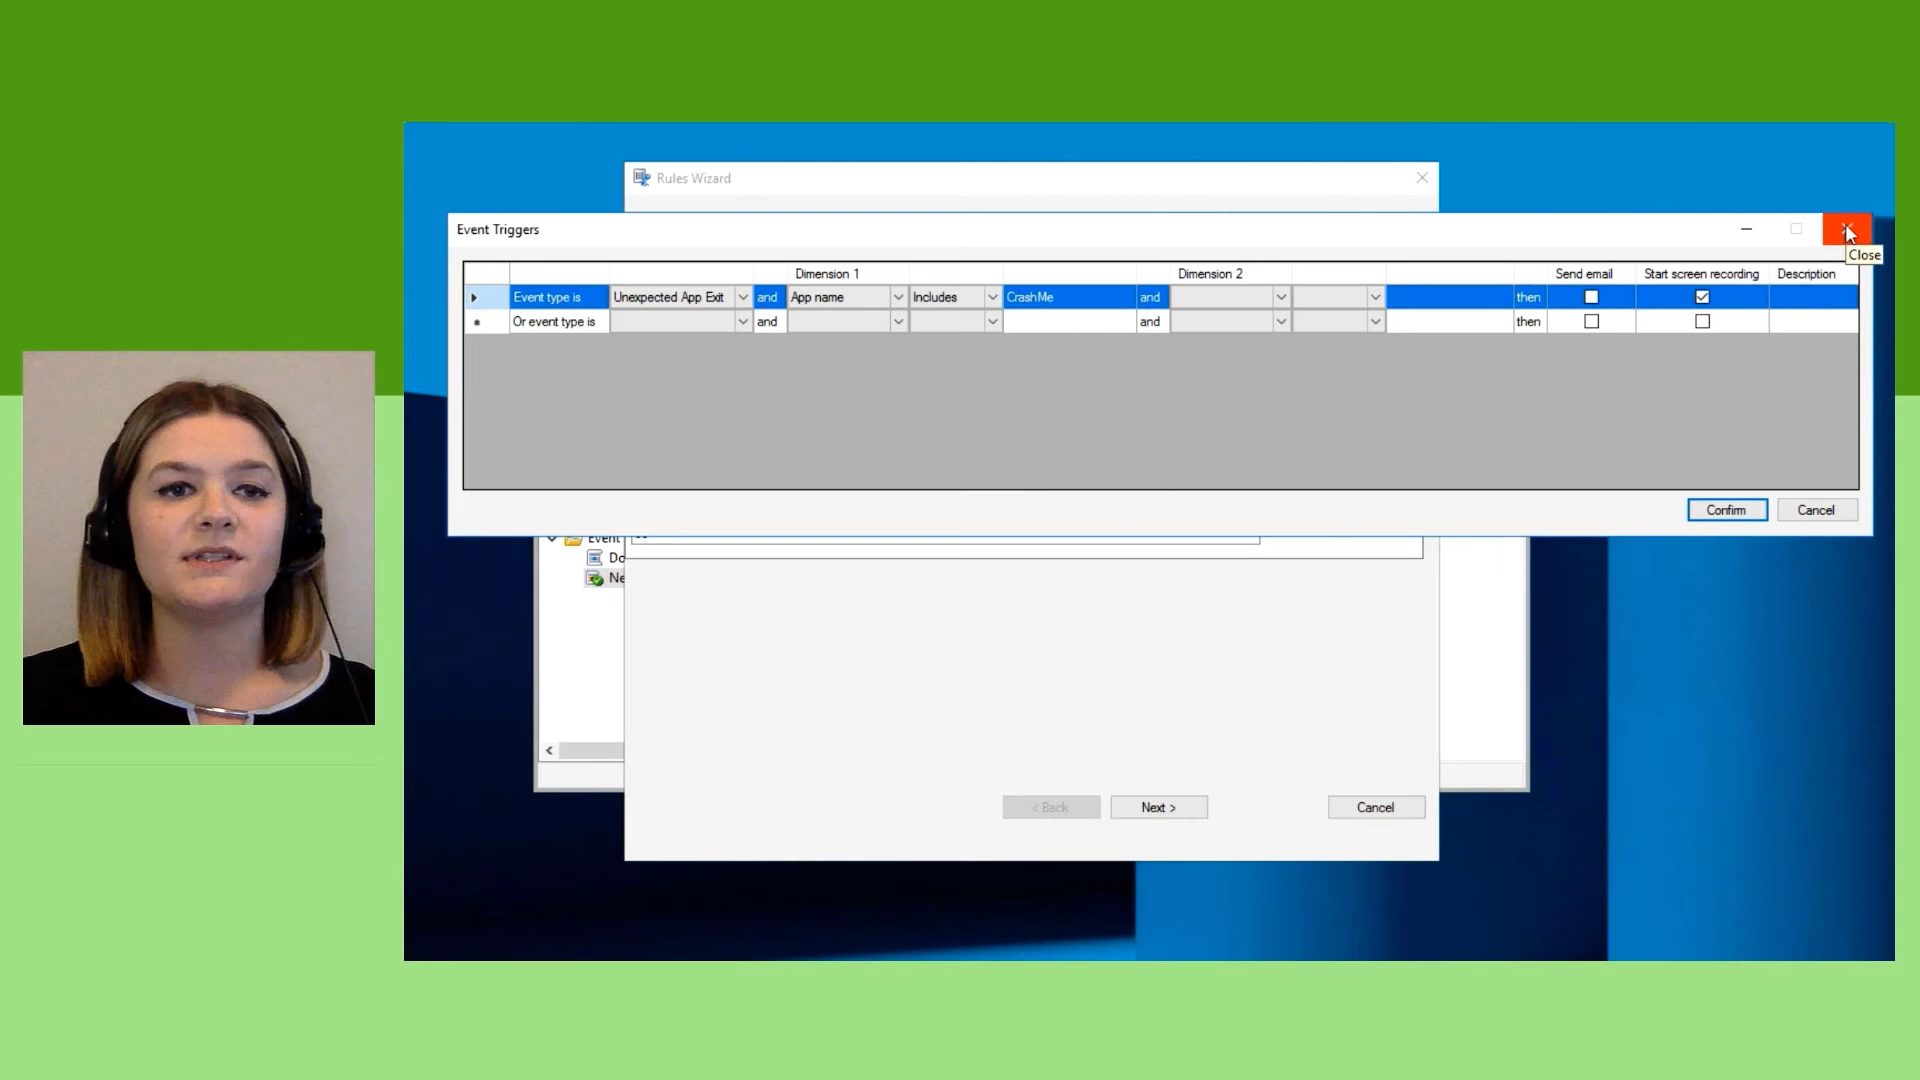 Rules Wizard
Event Triggers
Close
Dimension 1 Dimension 2 Send email Start screen recording Description
Event type is Unexpected App Exit and App name Includes CrashMe and then
Or event type is and and then
Confirm Cancel
Event
Do
Ne
< Back Next > Cancel